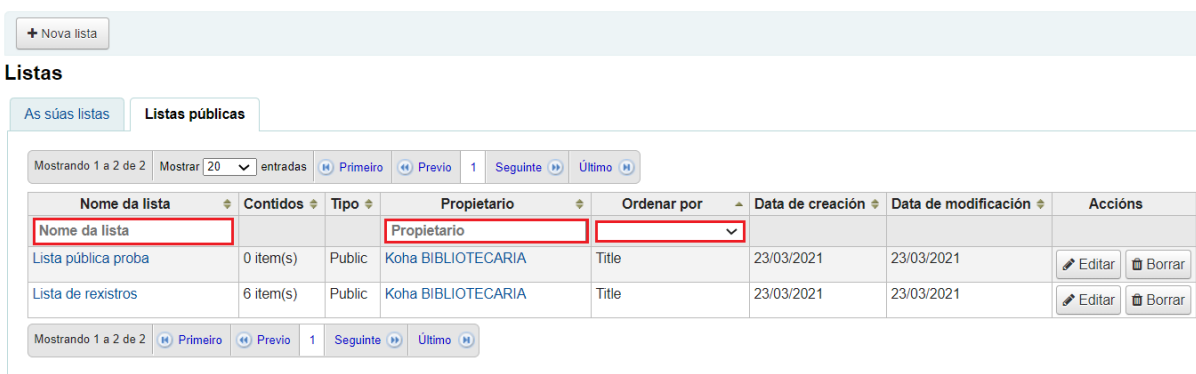 Nova lista
Listas
As súas listas Listas públicas
Mostrando 1 a 2 de 2 Mostrar 20 entradas Primeiro Previo 1 Seguinte Último
Nome da lista Contidos Tipo Propietario Ordenar por Data de creación Data de modificación Accións
Nome da lista Propietario
Lista pública proba 0 item(s) Public Koha BIBLIOTECARIA Title 23/03/2021 23/03/2021 Editar Borrar
Lista de rexistros 6 item(s) Public Koha BIBLIOTECARIA Title 23/03/2021 23/03/2021 Editar Borrar
Mostrando 1 a 2 de 2 Primeiro Previo 1 Seguinte Último